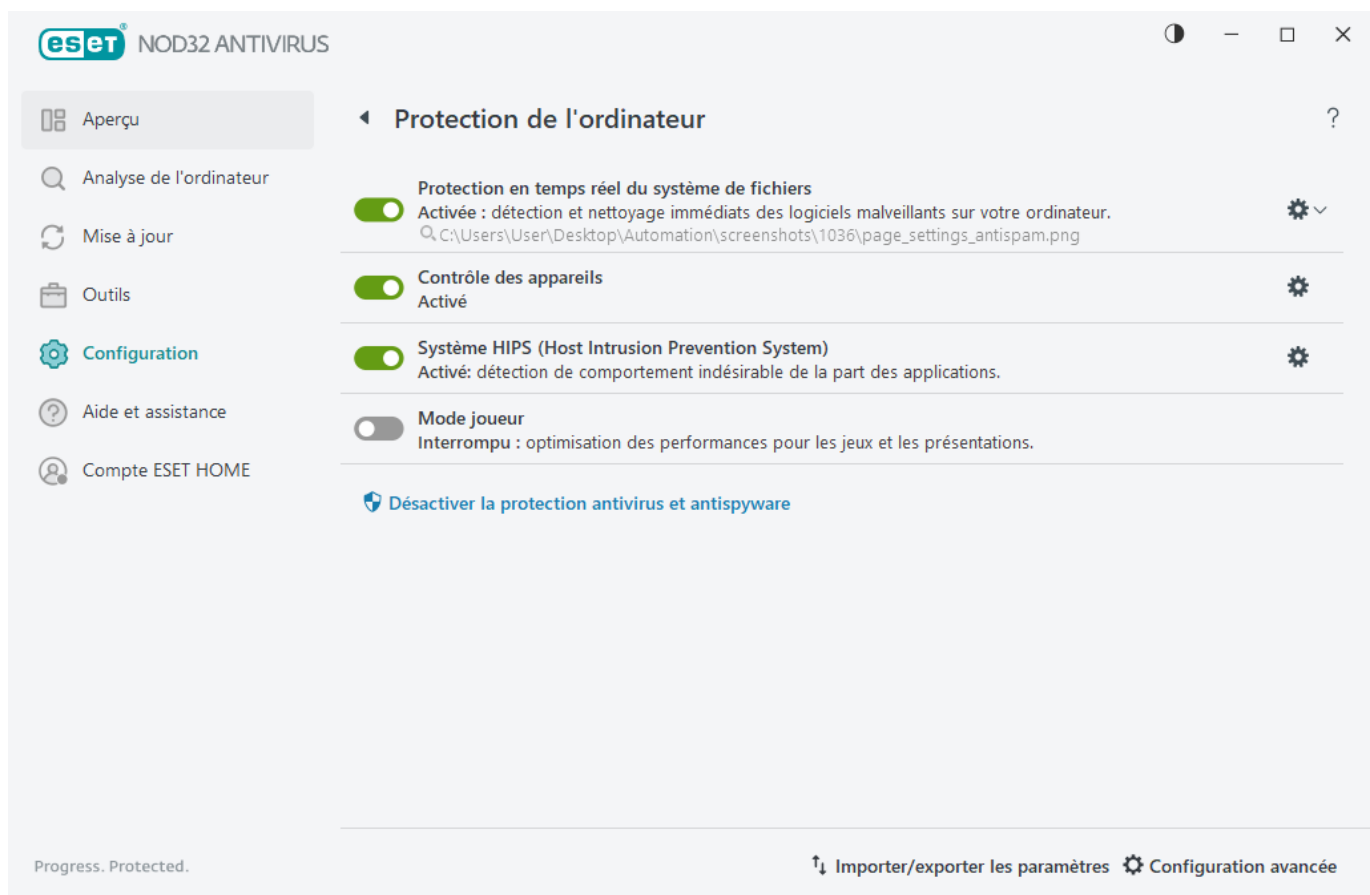 eset® NOD32 ANTIVIRUS
Aperçu
Analyse de l'ordinateur
Mise à jour
Outils
Configuration
Aide et assistance
Compte ESET HOME
Protection de l'ordinateur
?
Protection en temps réel du système de fichiers
Activée : détection et nettoyage immédiats des logiciels malveillants sur votre ordinateur.
C:\Users\User\Desktop\Automation\screenshots\1036\page_settings_antispam.png
Contrôle des appareils
Activé
Système HIPS (Host Intrusion Prevention System)
Activé: détection de comportement indésirable de la part des applications.
Mode joueur
Interrompu : optimisation des performances pour les jeux et les présentations.
Désactiver la protection antivirus et antispyware
Progress. Protected.
Importer/exporter les paramètres
Configuration avancée